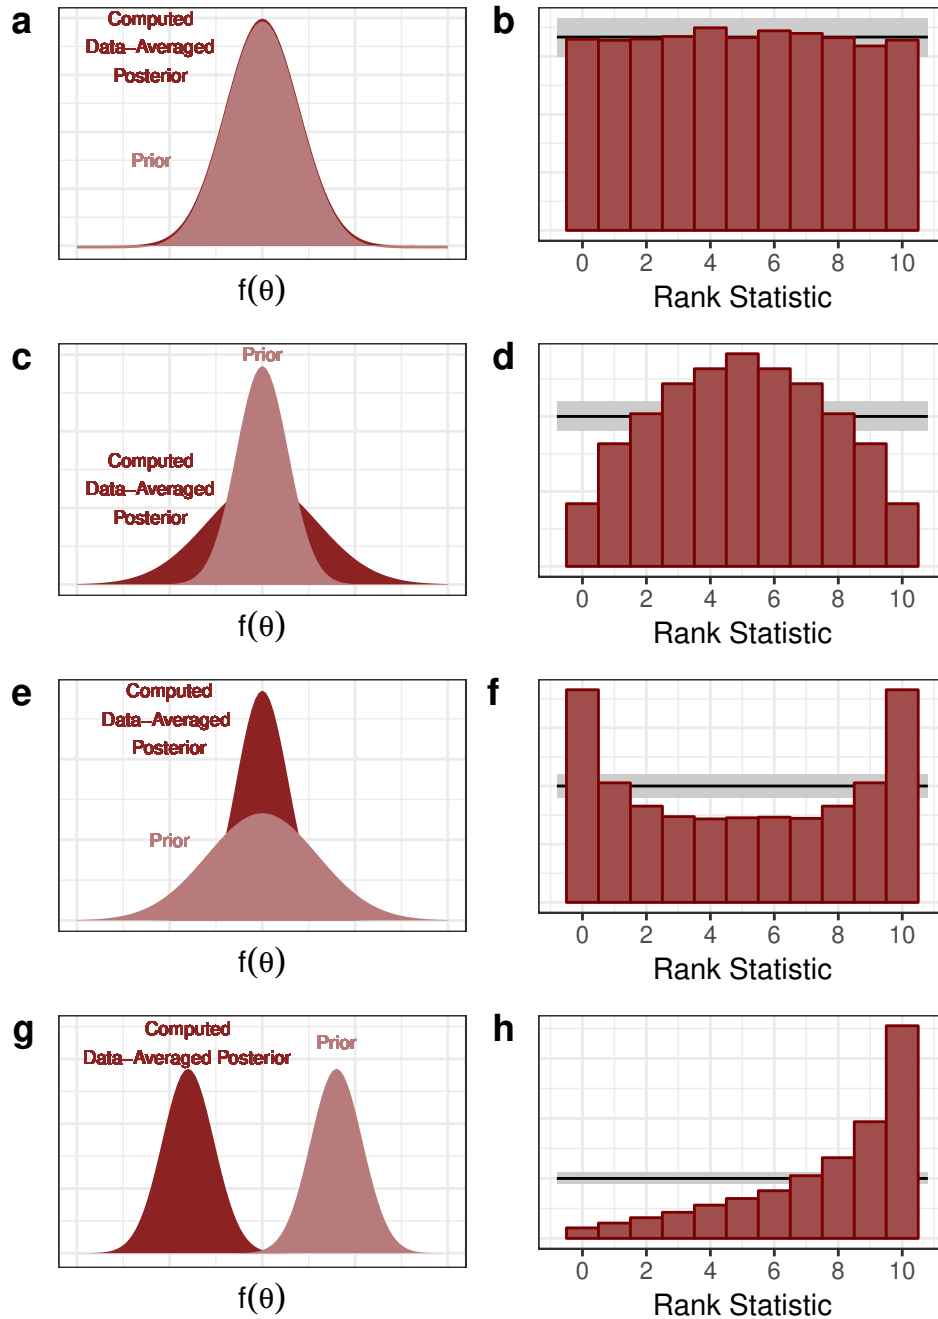 a
Computed
Data–Averaged
Posterior
Prior
f(θ)
b
0 2 4 6 8 10
Rank Statistic
c
Prior
Computed
Data–Averaged
Posterior
f(θ)
d
0 2 4 6 8 10
Rank Statistic
e
Computed
Data–Averaged
Posterior
Prior
f(θ)
f
0 2 4 6 8 10
Rank Statistic
g
Computed
Data–Averaged Posterior
Prior
f(θ)
h
0 2 4 6 8 10
Rank Statistic